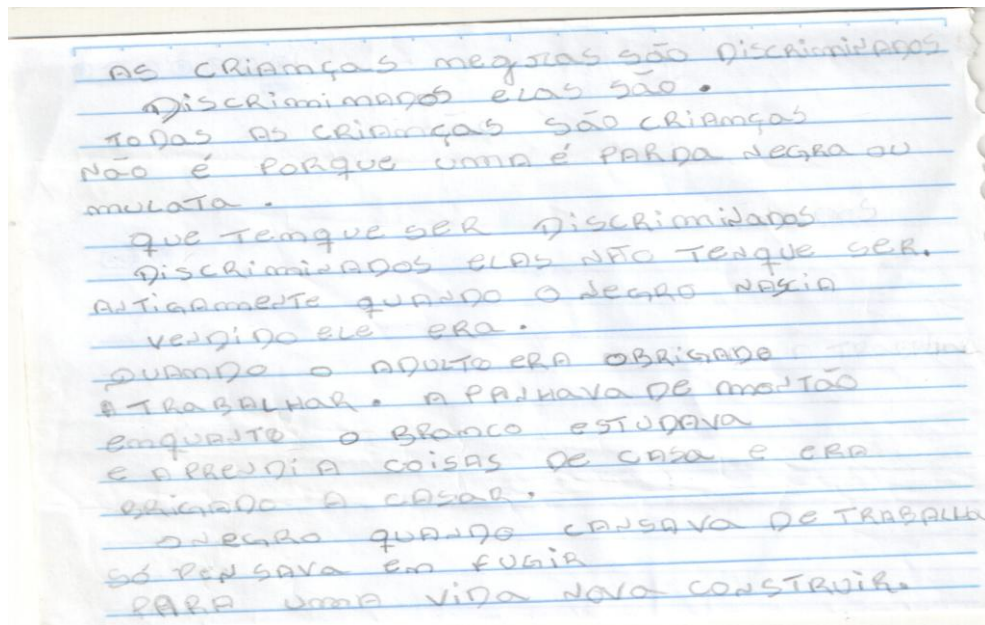 AS CRIANÇAS NEGRAS SÃO DISCRIMINADOS
DISCRIMINADOS ELAS SÃO.
TODAS AS CRIANÇAS SÃO CRIANÇAS
NÃO É PORQUE UMA É PARDA NEGRA OU
MULATA.
QUE TEMQUE SER DISCRIMINADOS
DISCRIMINADOS ELAS NÃO TENQUE SER.
ANTIGAMENTE QUANDO O NEGRO NASCIA
VENDIDO ELE ERA.
QUANDO O ADULTO ERA OBRIGADO
A TRABALHAR. APANHAVA DE MONTÃO
ENQUANTO O BRANCO ESTUDAVA
E APRENDIA COISAS DE CASA E ERA
BRIGADO A CASAR.
O NEGRO QUANDO CANSAVA DE TRABALHA
SÓ PENSAVA EM FUGIR
PARA UMA VIDA NOVA CONSTRUIR.